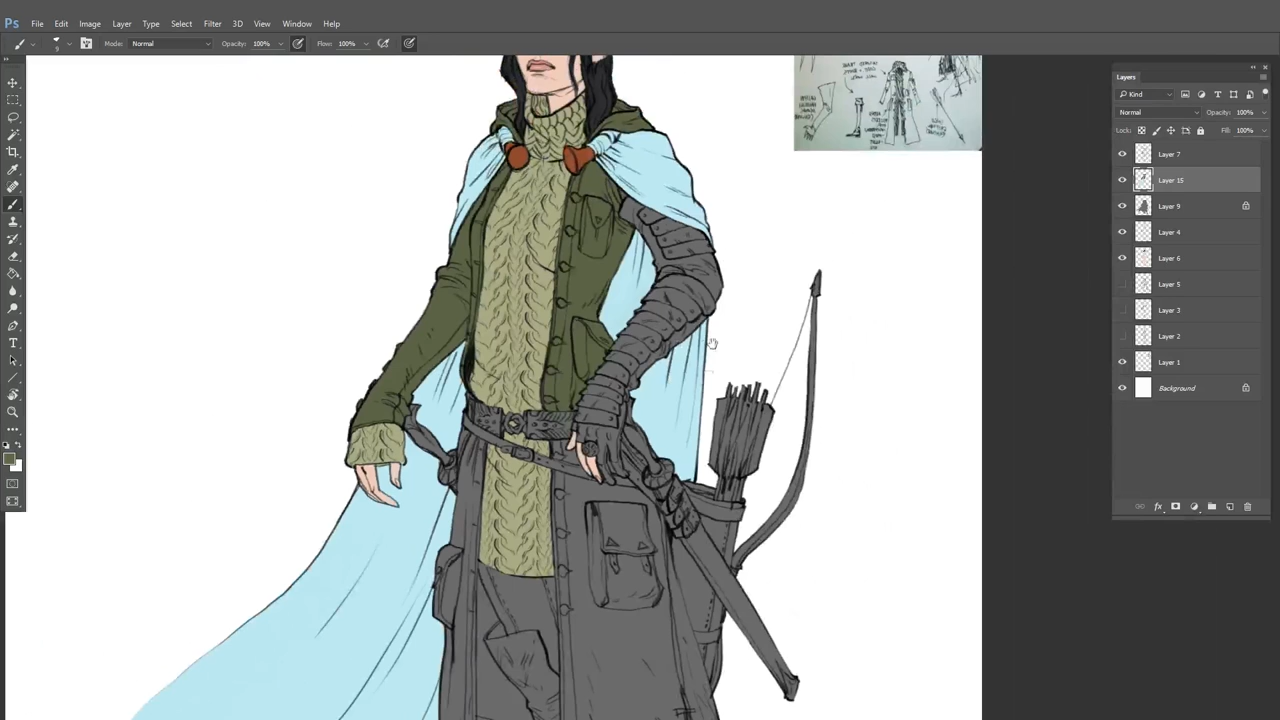 Ps File Edit Image Layer Type Select Filter 3D View Window Help
9 Mode: Normal Opacity: 100% Flow: 100%
Layers
Kind
Normal Opacity: 100%
Lock: Fill: 100%
Layer 7
Layer 15
Layer 9
Layer 4
Layer 6
Layer 5
Layer 3
Layer 2
Layer 1
Background
fx